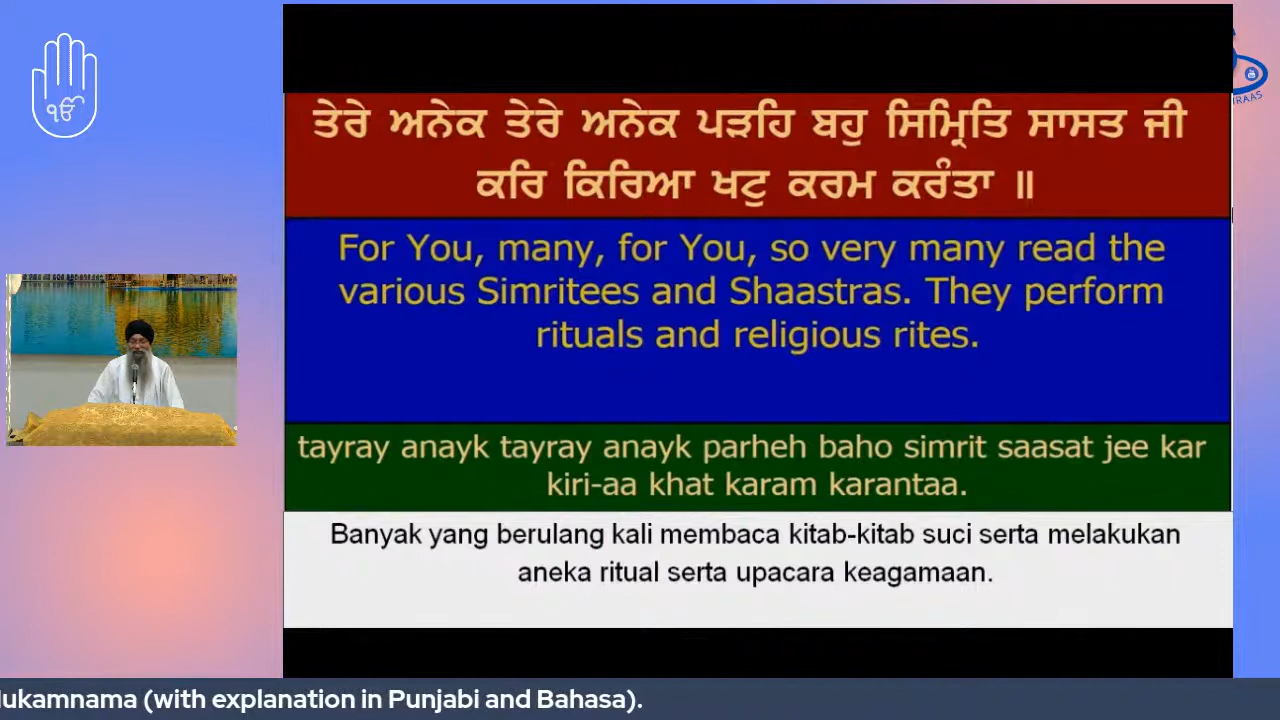 ੴ
ਤੇਰੇ ਅਨੇਕ ਤੇਰੇ ਅਨੇਕ ਪੜਹਿ ਬਹੁ ਸਿਮ੍ਰਿਤਿ ਸਾਸਤ ਜੀ
ਕਰਿ ਕਿਰਿਆ ਖਟੁ ਕਰਮ ਕਰੰਤਾ ॥
For You, many, for You, so very many read the
various Simritees and Shaastras. They perform
rituals and religious rites.
tayray anayk tayray anayk parheh baho simrit saasat jee kar
kiri-aa khat karam karantaa.
Banyak yang berulang kali membaca kitab-kitab suci serta melakukan
aneka ritual serta upacara keagamaan.
(with explanation in Punjabi and Bahasa).